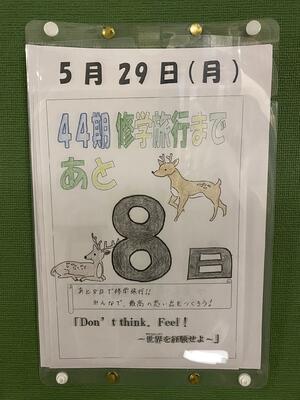 5月29日(月)
44期 修学旅行まで
あと
8日
あと8日で修学旅行!!
みんなで、最高の思い出をつくろう!
「Don't think. Feel!
～世界を経験せよ～」